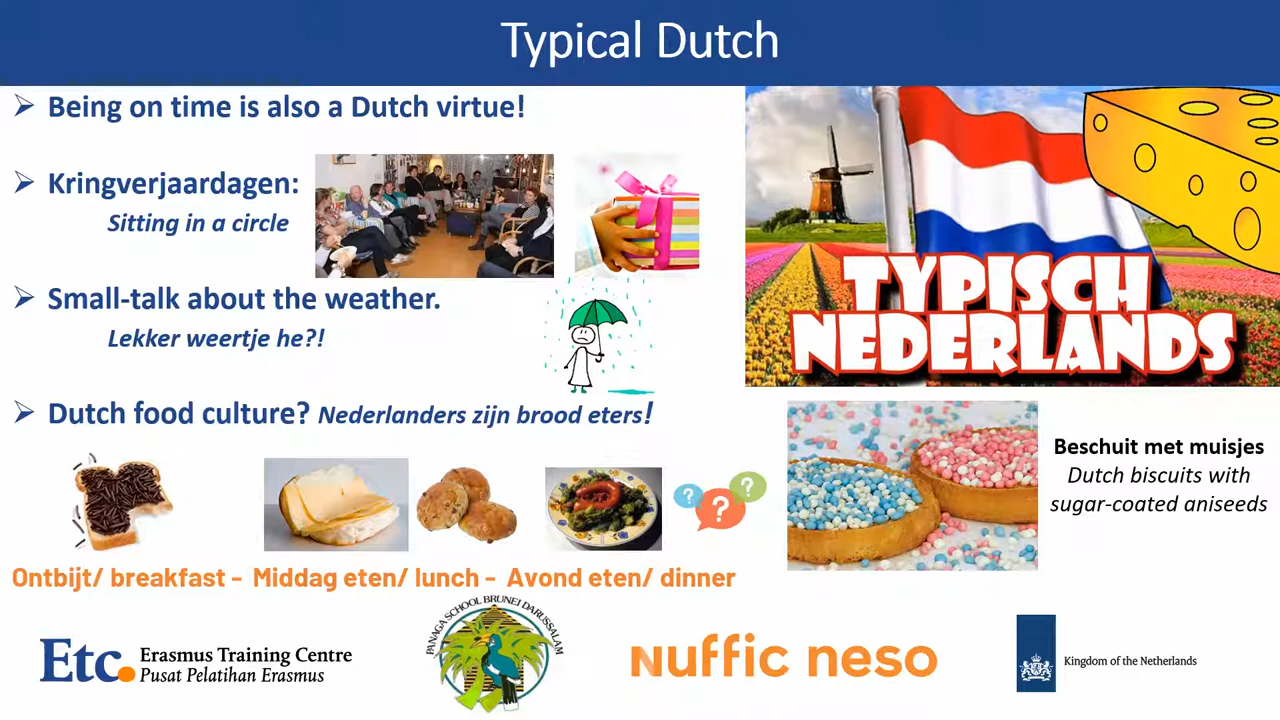 Typical Dutch
Being on time is also a Dutch virtue!
Kringverjaardagen:
Sitting in a circle
Small-talk about the weather.
Lekker weertje he?!
Dutch food culture? Nederlanders zijn brood eters!
Ontbijt/ breakfast - Middag eten/ lunch - Avond eten/ dinner
TYPISCH
NEDERLANDS
? ? ?
Beschuit met muisjes
Dutch biscuits with
sugar-coated aniseeds
Etc. Erasmus Training Centre
Pusat Pelatihan Erasmus
PANAGA SCHOOL BRUNEI DARUSSALAM
nuffic neso
Kingdom of the Netherlands